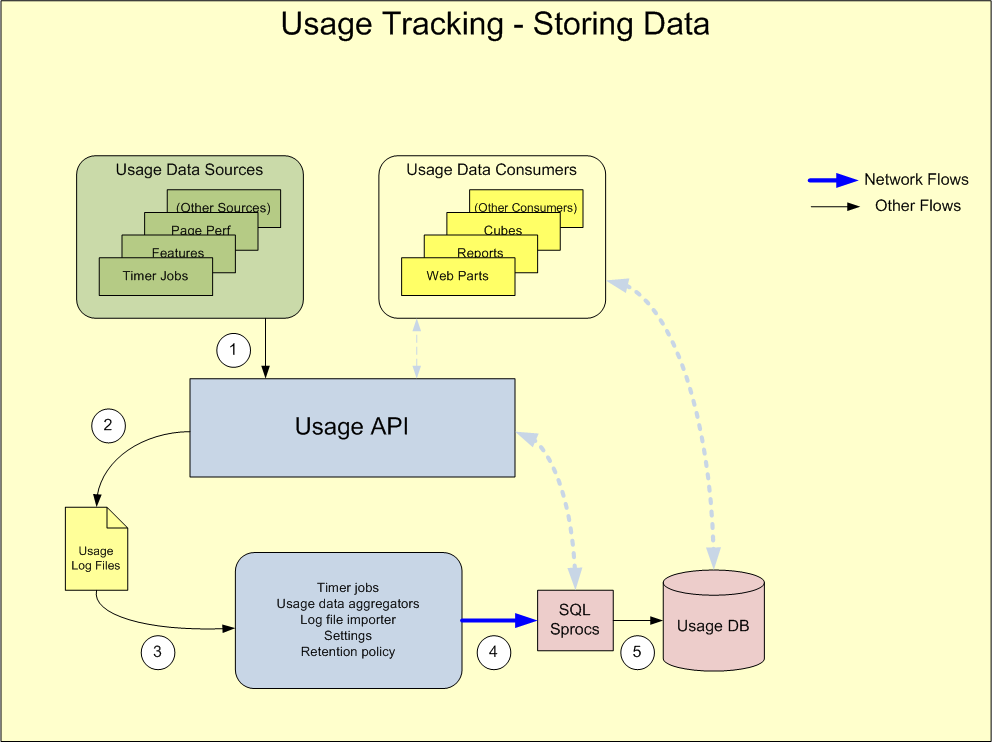 Usage Tracking - Storing Data
Usage Data Sources
(Other Sources)
Page Perf
Features
Timer Jobs
Usage Data Consumers
(Other Consumers)
Cubes
Reports
Web Parts
Network Flows
Other Flows
1
Usage API
2
Usage
Log Files
3
Timer jobs
Usage data aggregators
Log file importer
Settings
Retention policy
4
SQL
Sprocs
5
Usage DB